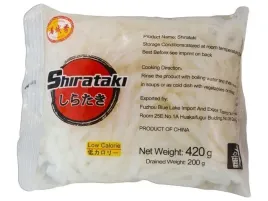 Product Name: Shirataki
Storage Conditions: stored at room temperature
Best Before: see imprint on back
Shirataki
しらたき
Cooking Direction:
Rinse the product with boiling water
in soups or as cold dish with vegetables
Exported by
Fuzhou Blue Lake Import And Export
Room 250, No.1A
PRODUCT OF CHINA
Low Calorie
低カロリー
Net Weight: 420g
Drained Weight: 200g